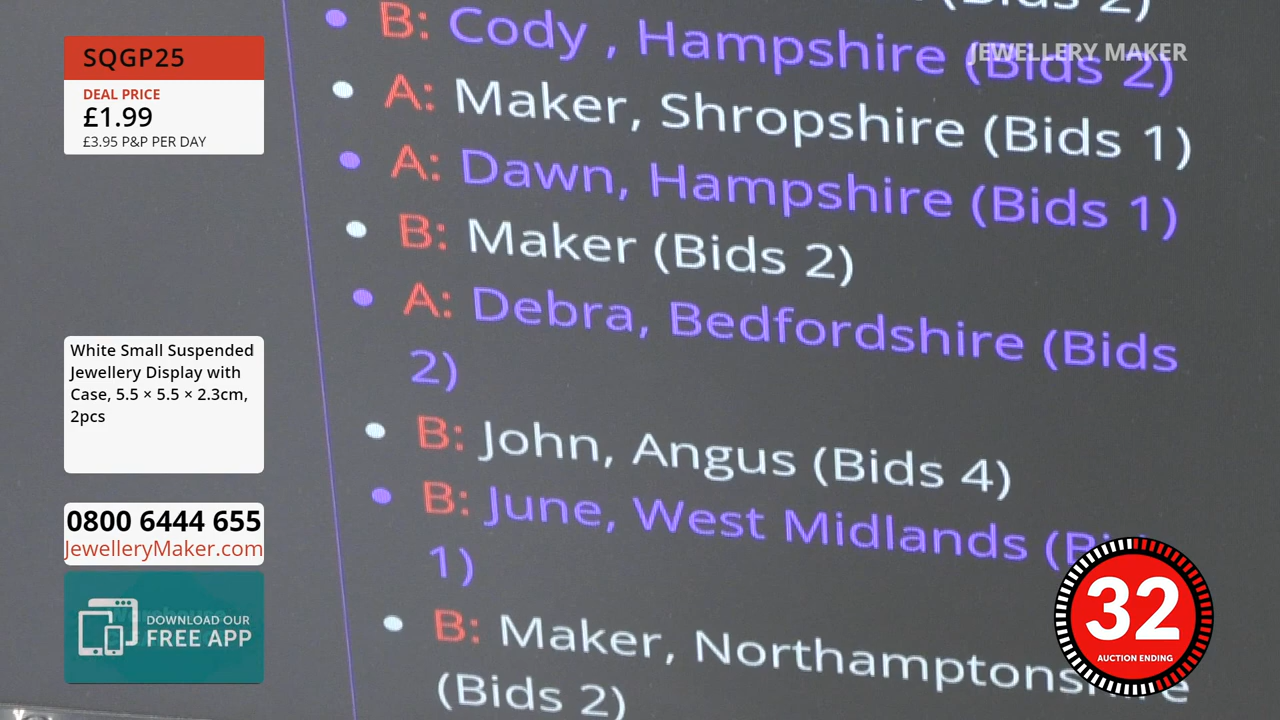 SQGP25
DEAL PRICE
£1.99
£3.95 P&P PER DAY
White Small Suspended
Jewellery Display with
Case, 5.5 × 5.5 × 2.3cm,
2pcs
0800 6444 655
JewelleryMaker.com
DOWNLOAD OUR
FREE APP
JEWELLERY MAKER
(Bids 2)
B: Cody , Hampshire (Bids 2)
A: Maker, Shropshire (Bids 1)
A: Dawn, Hampshire (Bids 1)
B: Maker (Bids 2)
A: Debra, Bedfordshire (Bids
2)
B: John, Angus (Bids 4)
B: June, West Midlands
1)
B: Maker, Northamptonshire
(Bids 2)
32
AUCTION ENDING